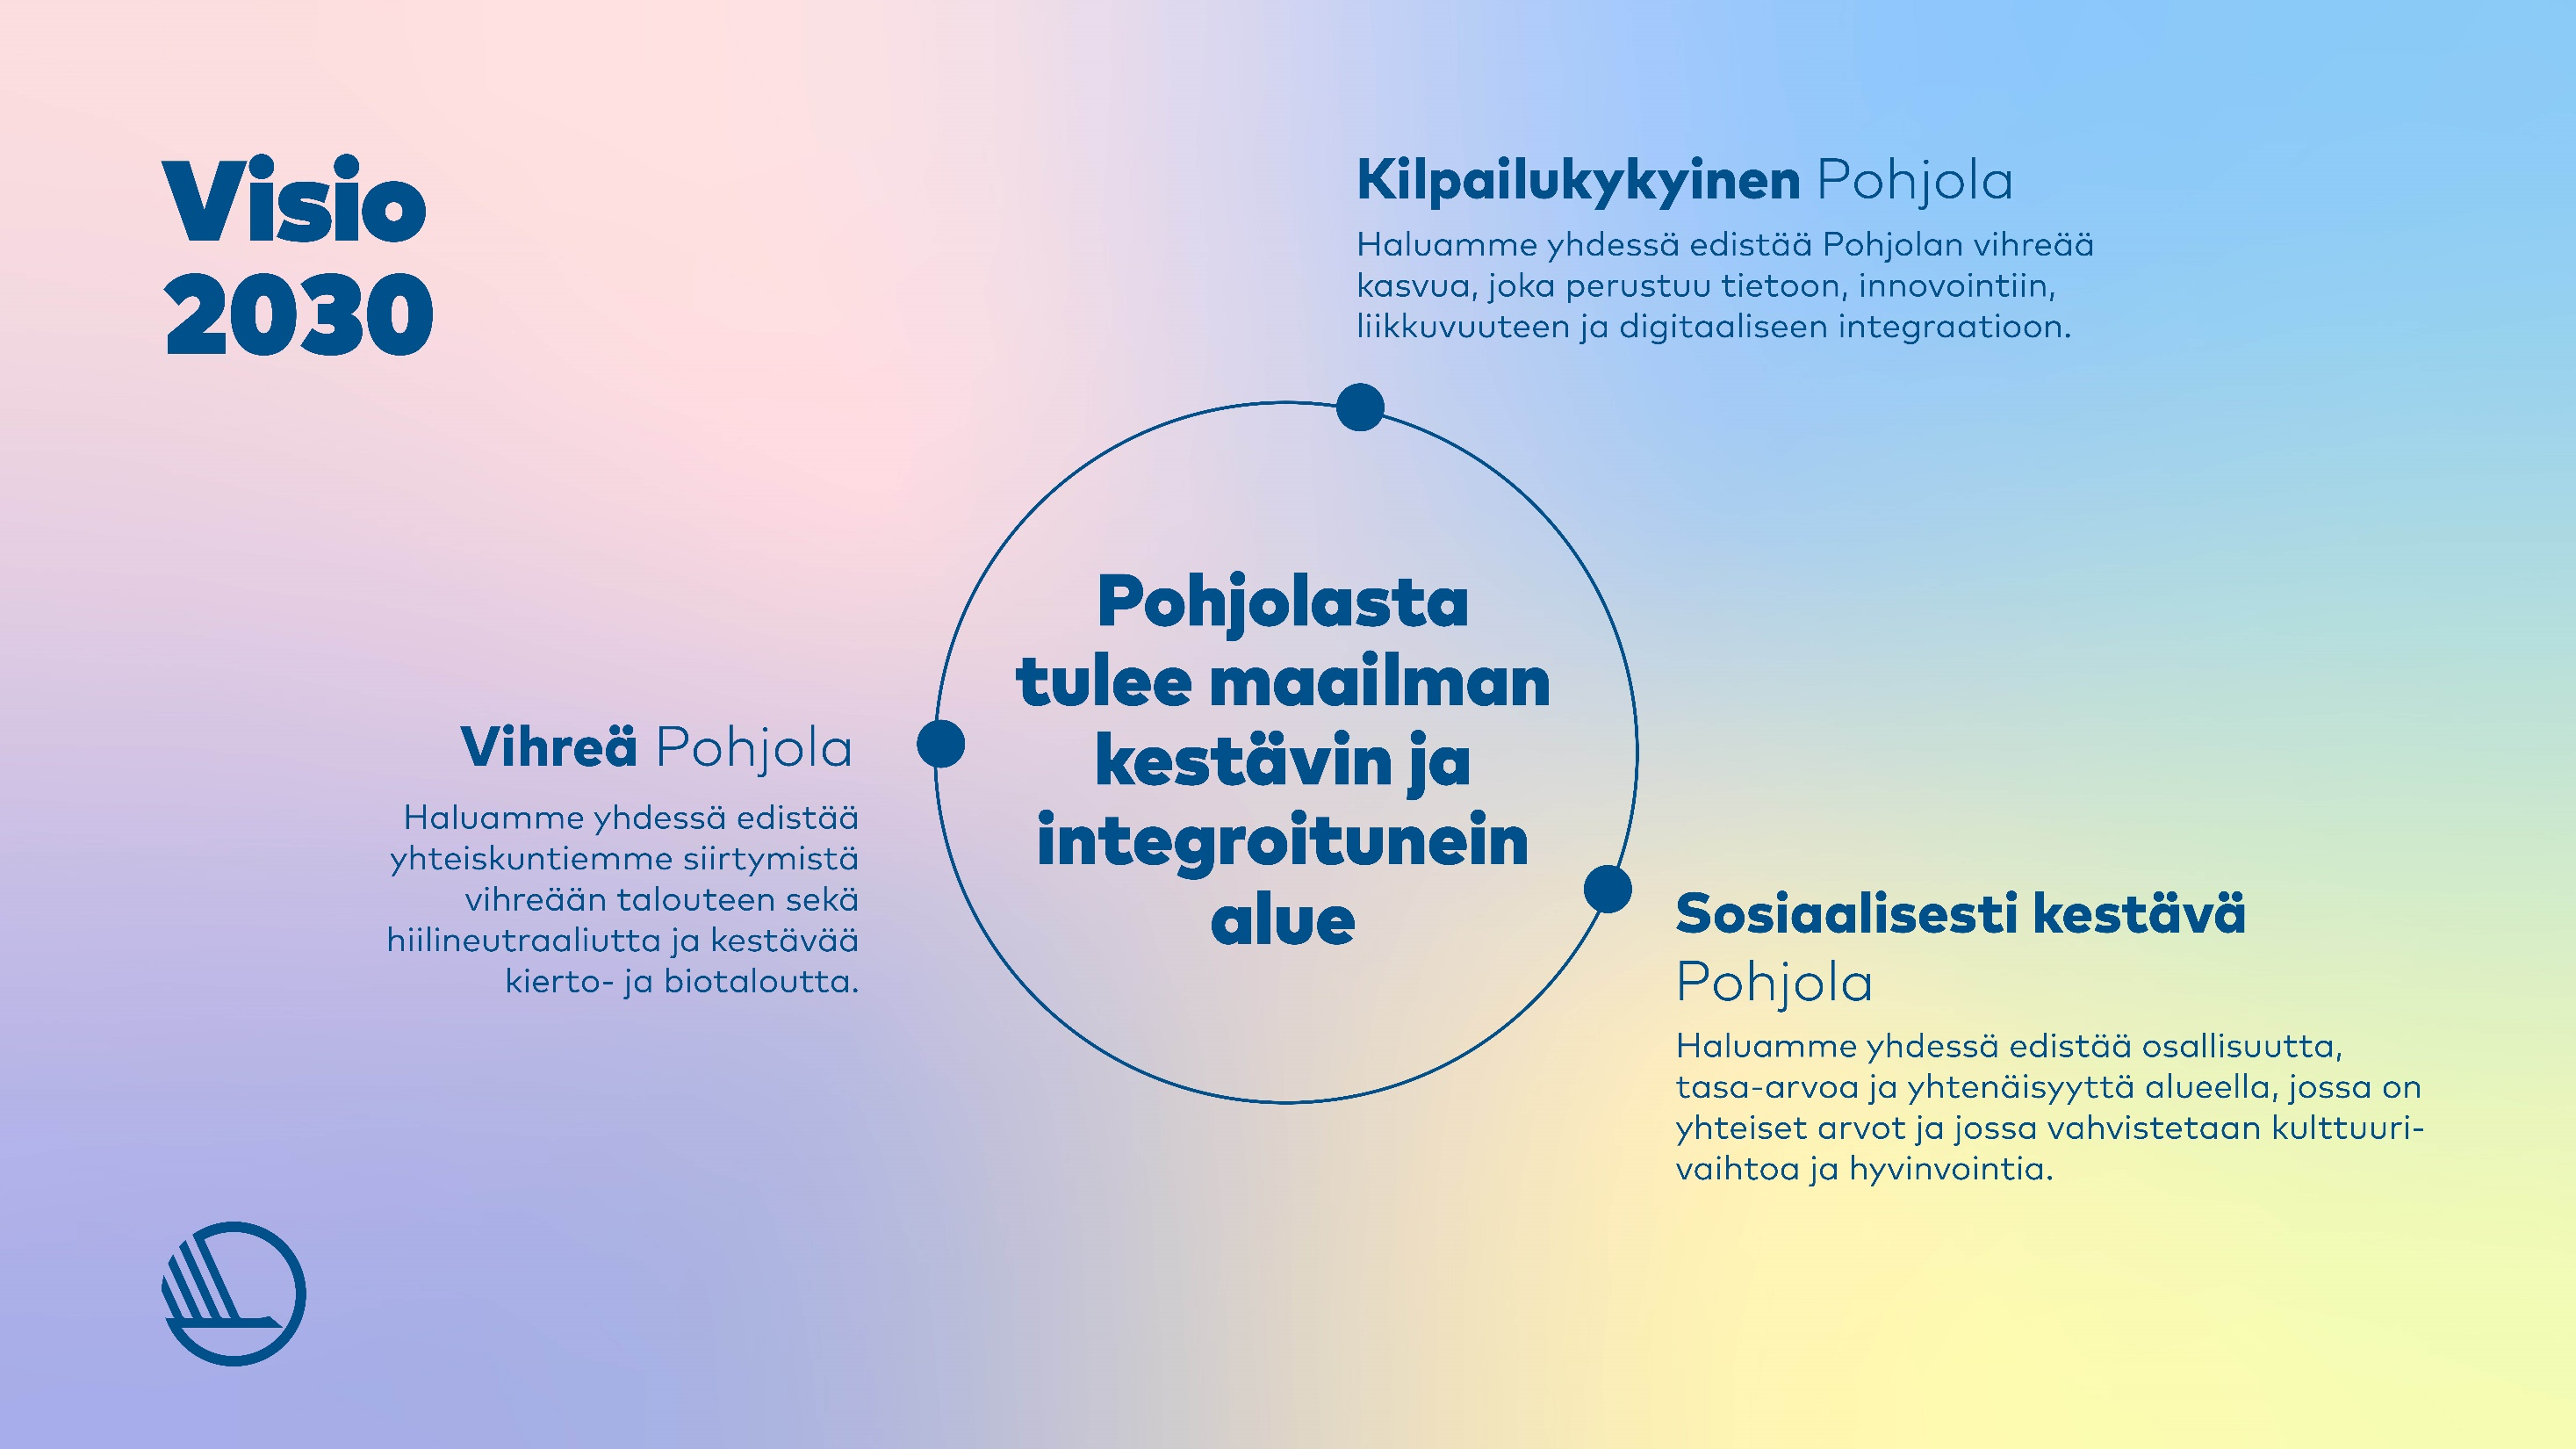 Visio
2030
Kilpailukykyinen Pohjola
Haluamme yhdessä edistää Pohjolan vihreää
kasvua, joka perustuu tietoon, innovointiin,
liikkuvuuteen ja digitaaliseen integraatioon.
Pohjolasta
tulee maailman
kestävin ja
integroitunein
alue
Vihreä Pohjola
Haluamme yhdessä edistää
yhteiskuntiemme siirtymistä
vihreään talouteen sekä
hiilineutraaliutta ja kestävää
kierto- ja biotaloutta.
Sosiaalisesti kestävä
Pohjola
Haluamme yhdessä edistää osallisuutta,
tasa-arvoa ja yhtenäisyyttä alueella, jossa on
yhteiset arvot ja jossa vahvistetaan kulttuuri-
vaihtoa ja hyvinvointia.